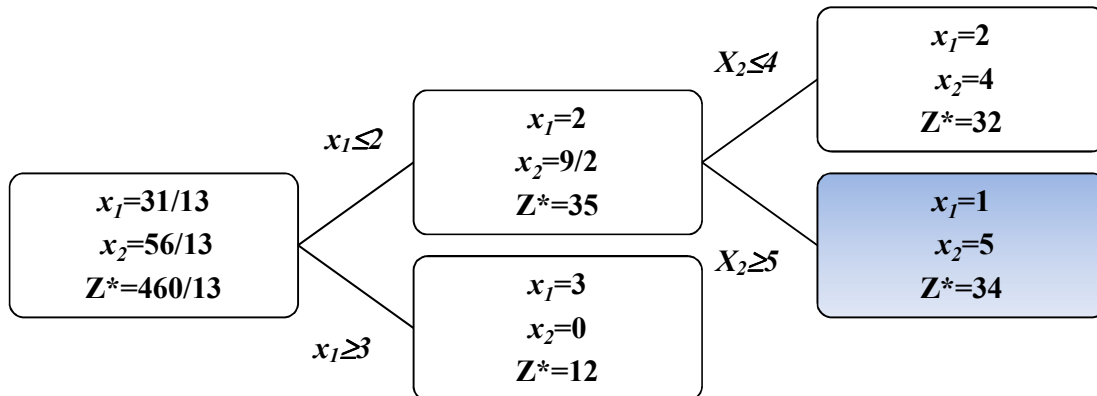 x₁=31/13
x₂=56/13
Z*=460/13
x₁≤2
x₁≥3
x₁=2
x₂=9/2
Z*=35
x₁=3
x₂=0
Z*=12
X₂≤4
X₂≥5
x₁=2
x₂=4
Z*=32
x₁=1
x₂=5
Z*=34